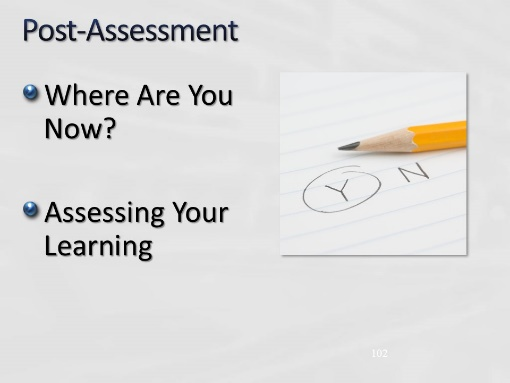 Post-Assessment
Where Are You
Now?
Assessing Your
Learning
Y N
102